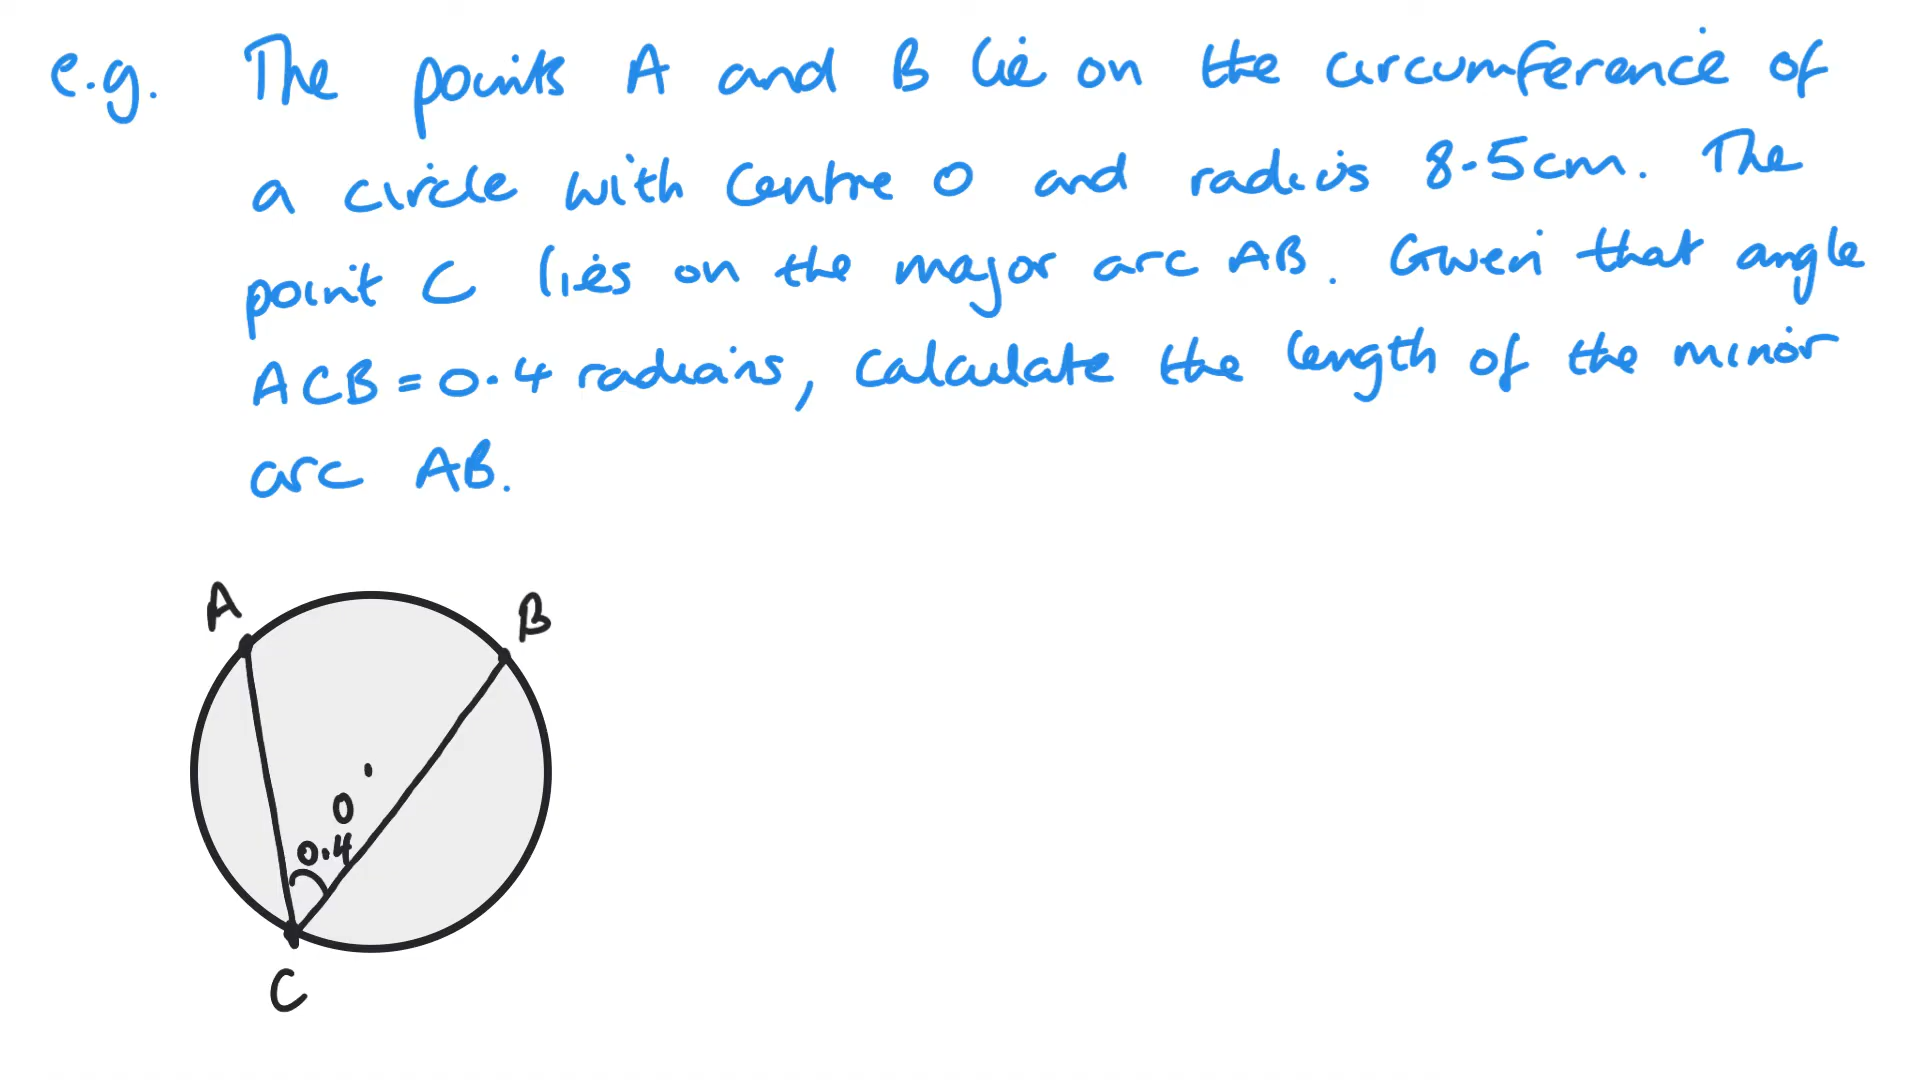 e.g. The points A and B lie on the circumference of
a circle with centre O and radius 8.5cm. The
point C lies on the major arc AB. Given that angle
ACB = 0.4 radians, calculate the length of the minor
arc AB.
A
B
O
0.4
C